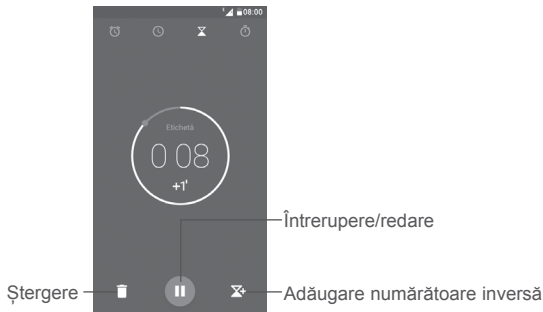 08:00
Etichetă
0 08
+1'
Întrerupere/redare
Ștergere
Adăugare numărătoare inversă